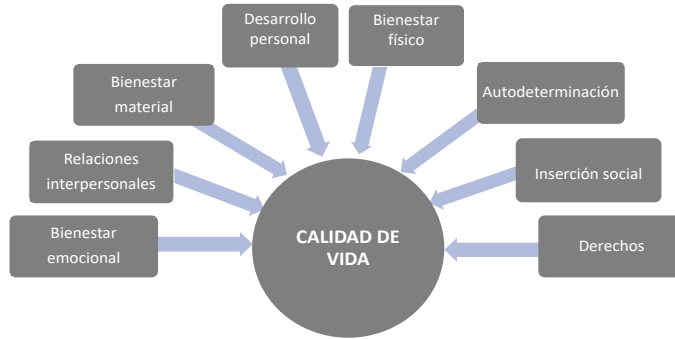 Desarrollo
personal
Bienestar
físico
Bienestar
material
Autodeterminación
Relaciones
interpersonales
Inserción social
Bienestar
emocional
CALIDAD DE
VIDA
Derechos